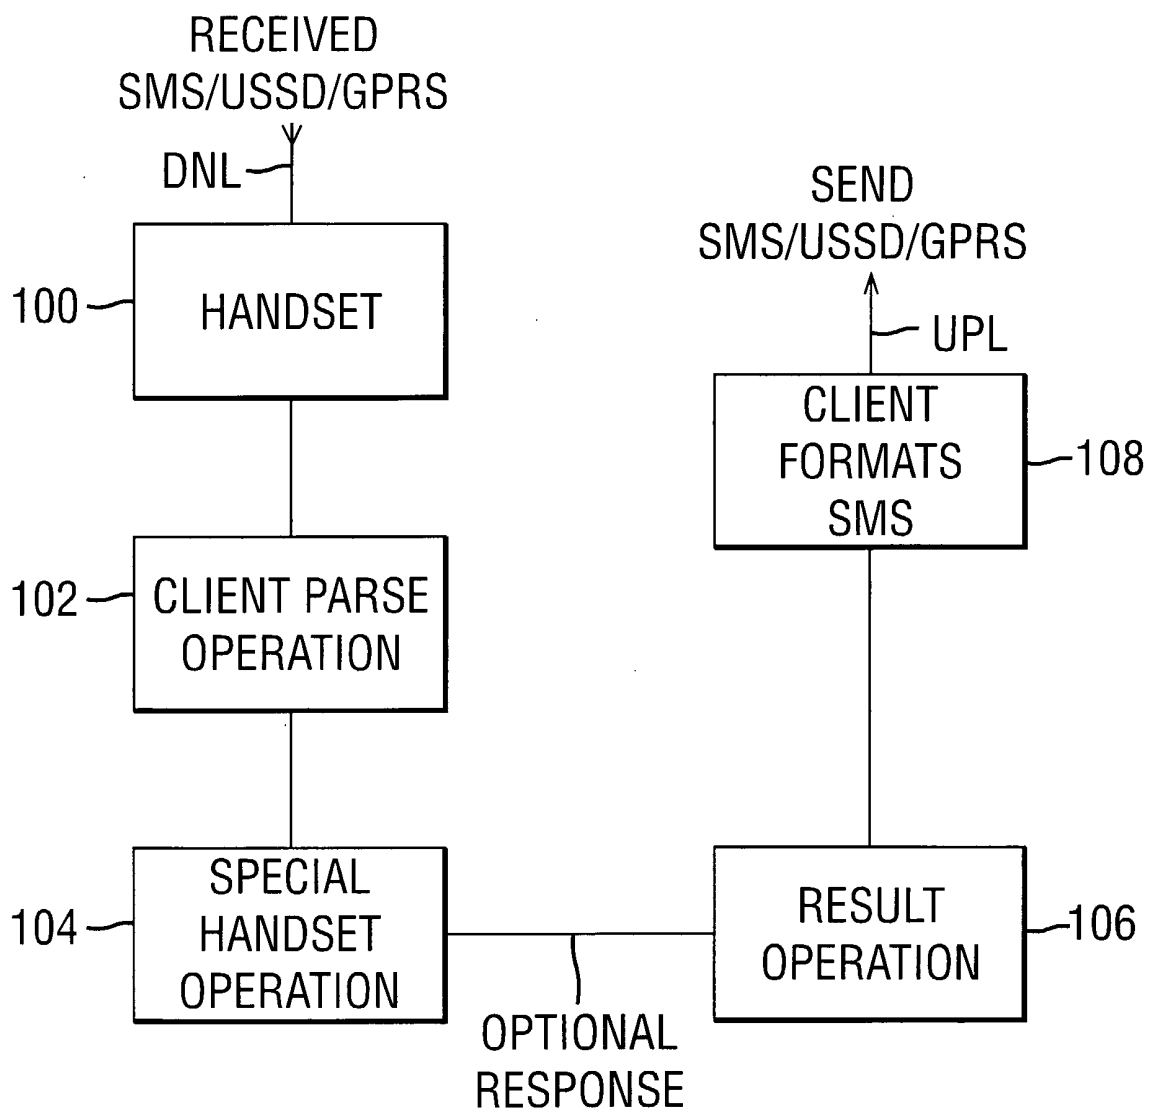 RECEIVED
SMS/USSD/GPRS
DNL
100
HANDSET
102
CLIENT PARSE
OPERATION
104
SPECIAL
HANDSET
OPERATION
OPTIONAL
RESPONSE
RESULT
OPERATION
106
CLIENT
FORMATS
SMS
108
UPL
SEND
SMS/USSD/GPRS